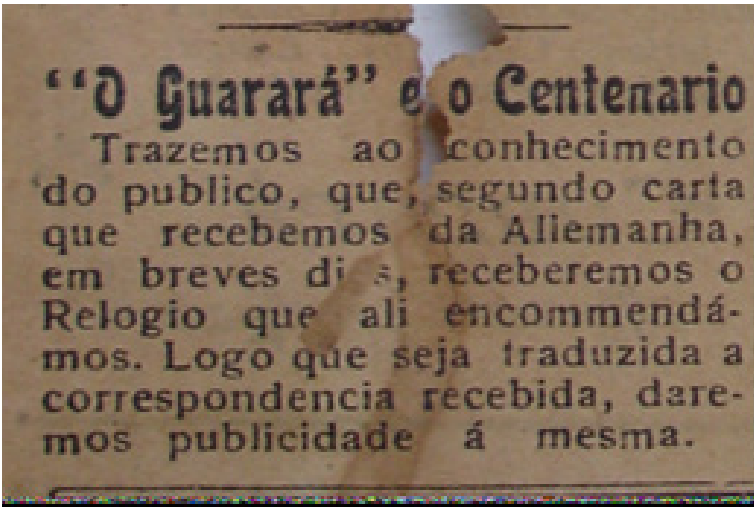 “O Guarará” e o Centenario
Trazemos ao conhecimento
do publico, que, segundo carta
que recebemos da Allemanha,
em breves dias, receberemos o
Relogio que ali encommendá-
mos. Logo que seja traduzida a
correspondencia recebida, dare-
mos publicidade á mesma.